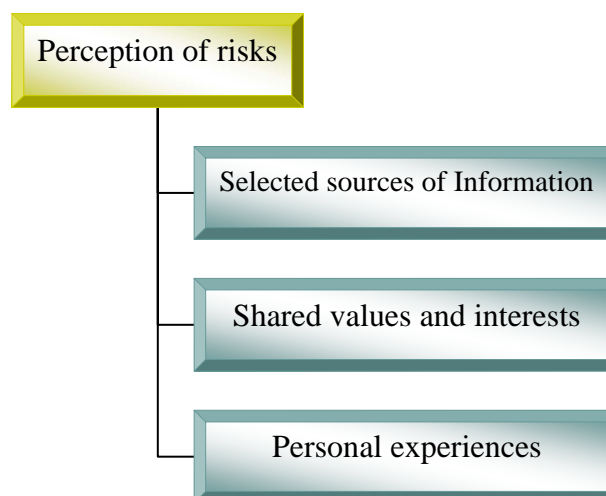 Perception of risks
Selected sources of Information
Shared values and interests
Personal experiences